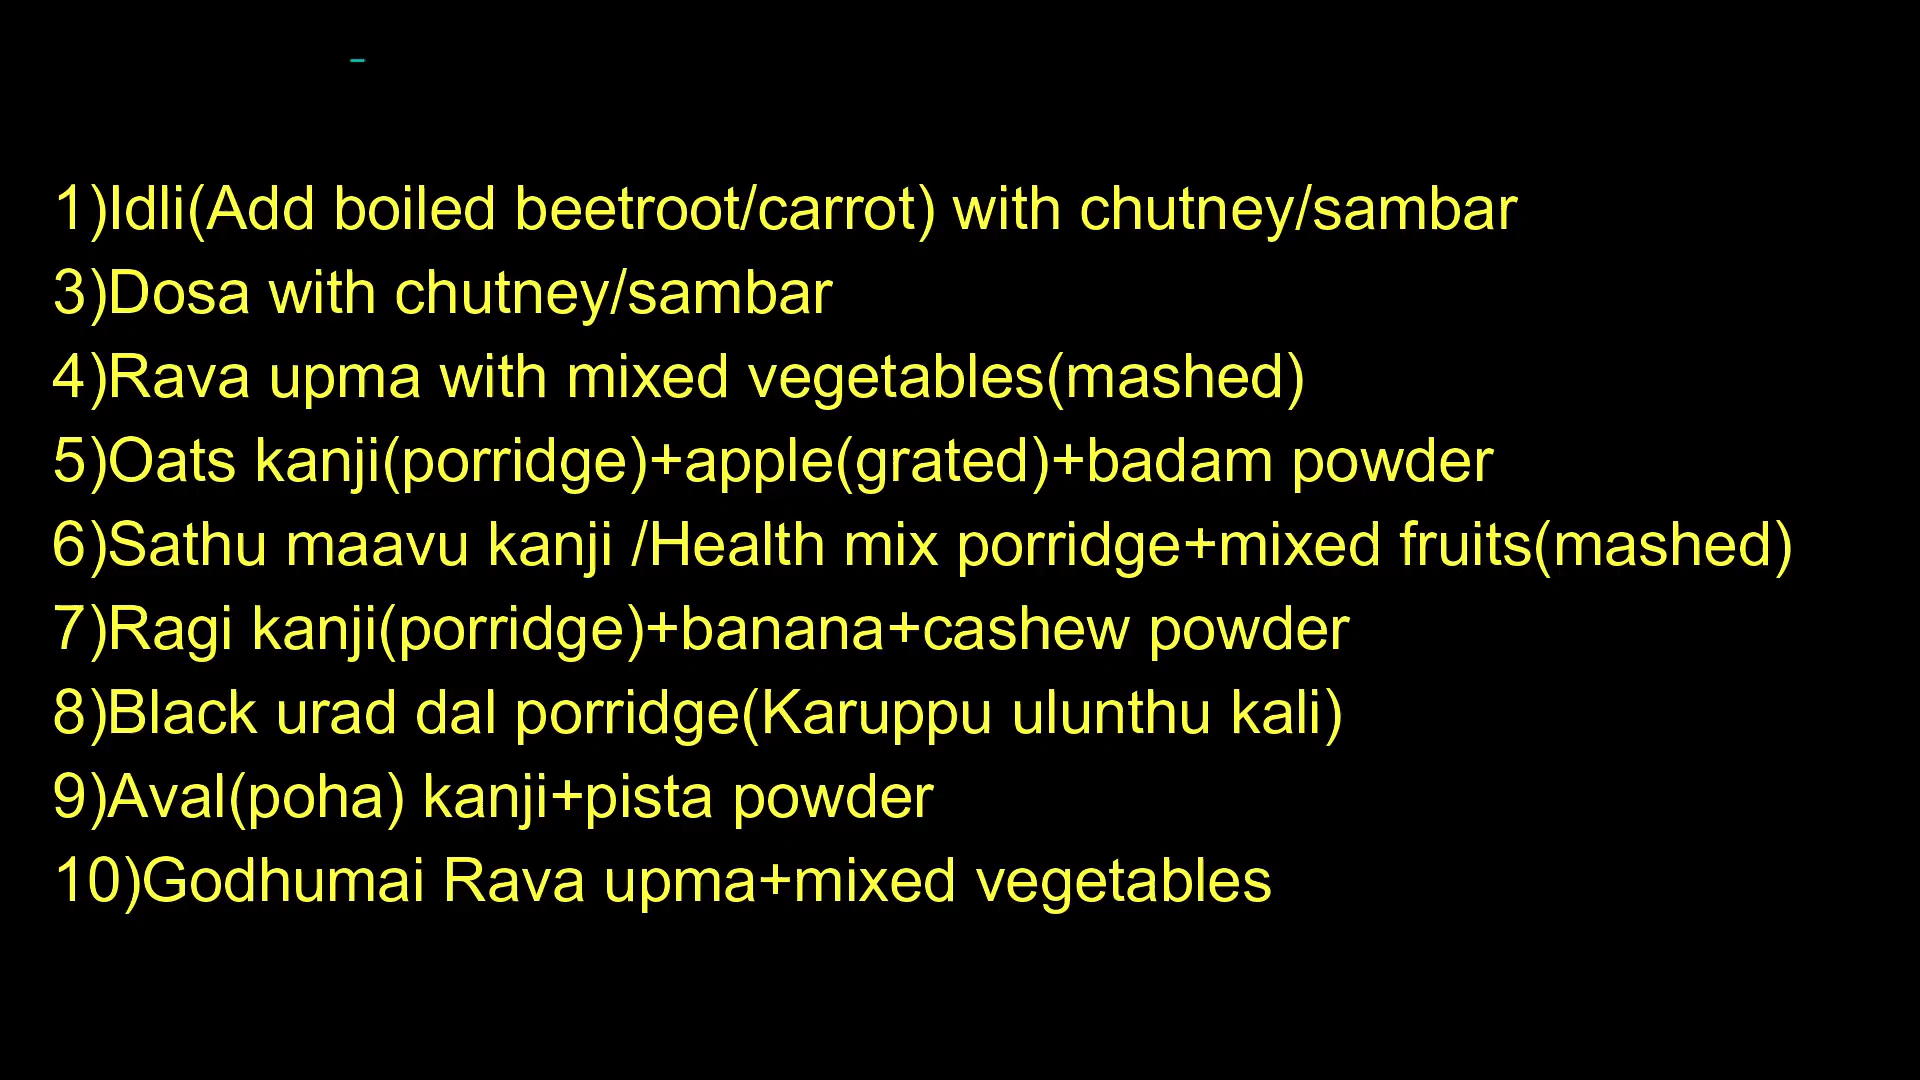 -
1)Idli(Add boiled beetroot/carrot) with chutney/sambar
3)Dosa with chutney/sambar
4)Rava upma with mixed vegetables(mashed)
5)Oats kanji(porridge)+apple(grated)+badam powder
6)Sathu maavu kanji /Health mix porridge+mixed fruits(mashed)
7)Ragi kanji(porridge)+banana+cashew powder
8)Black urad dal porridge(Karuppu ulunthu kali)
9)Aval(poha) kanji+pista powder
10)Godhumai Rava upma+mixed vegetables